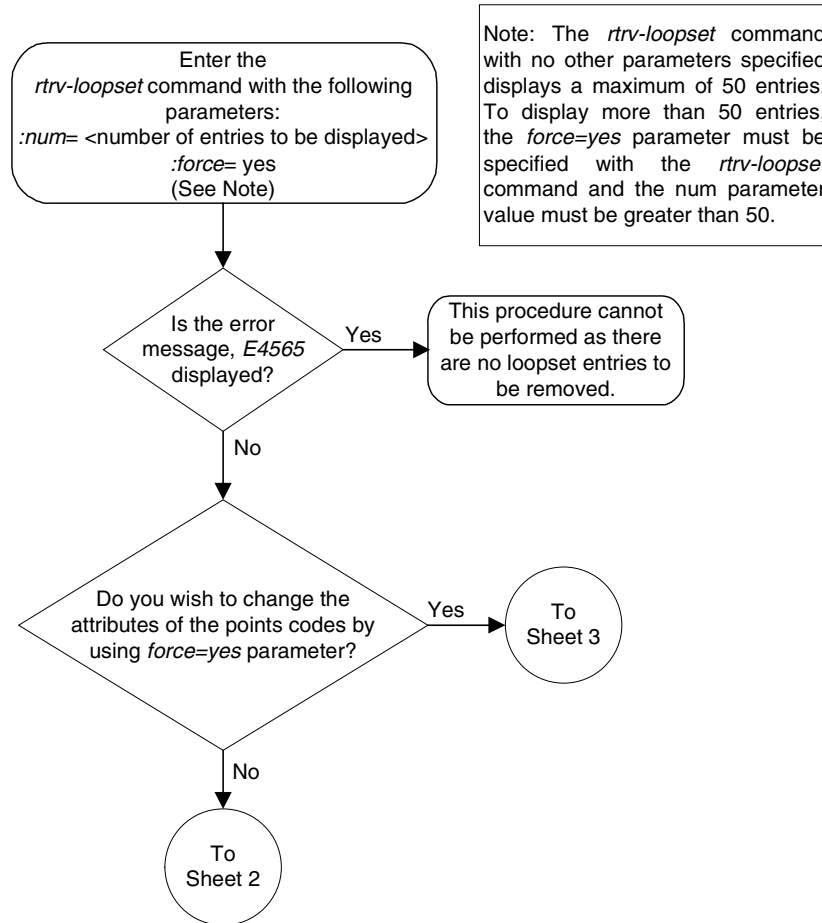 Enter the
rtrv-loopset command with the following
parameters:
:num= <number of entries to be displayed>
:force= yes
(See Note)
Note: The rtrv-loopset command
with no other parameters specified
displays a maximum of 50 entries.
To display more than 50 entries,
the force=yes parameter must be
specified with the rtrv-loopse
command and the num parameter
value must be greater than 50.
Is the error
message, E4565
displayed?
Yes
This procedure cannot
be performed as there
are no loopset entries to
be removed.
No
Do you wish to change the
attributes of the points codes by
using force=yes parameter?
Yes
To
Sheet 3
No
To
Sheet 2